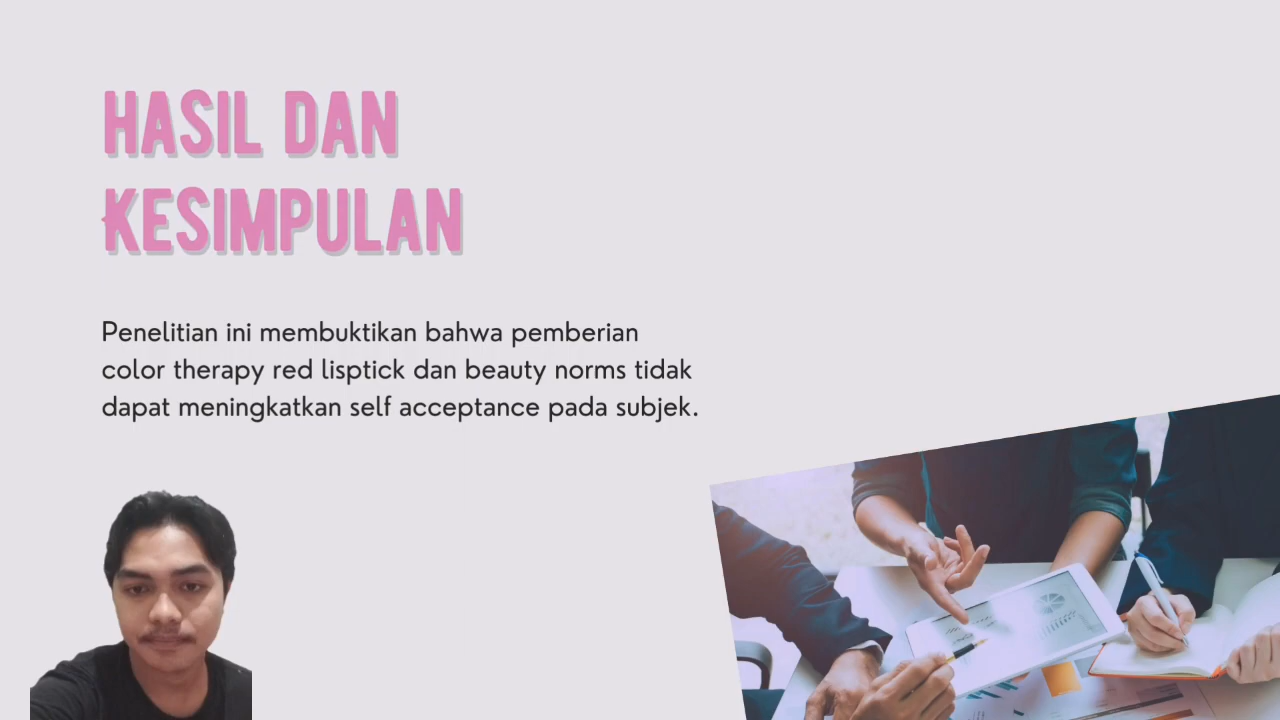 HASIL DAN
KESIMPULAN
Penelitian ini membuktikan bahwa pemberian
color therapy red lisptick dan beauty norms tidak
dapat meningkatkan self acceptance pada subjek.